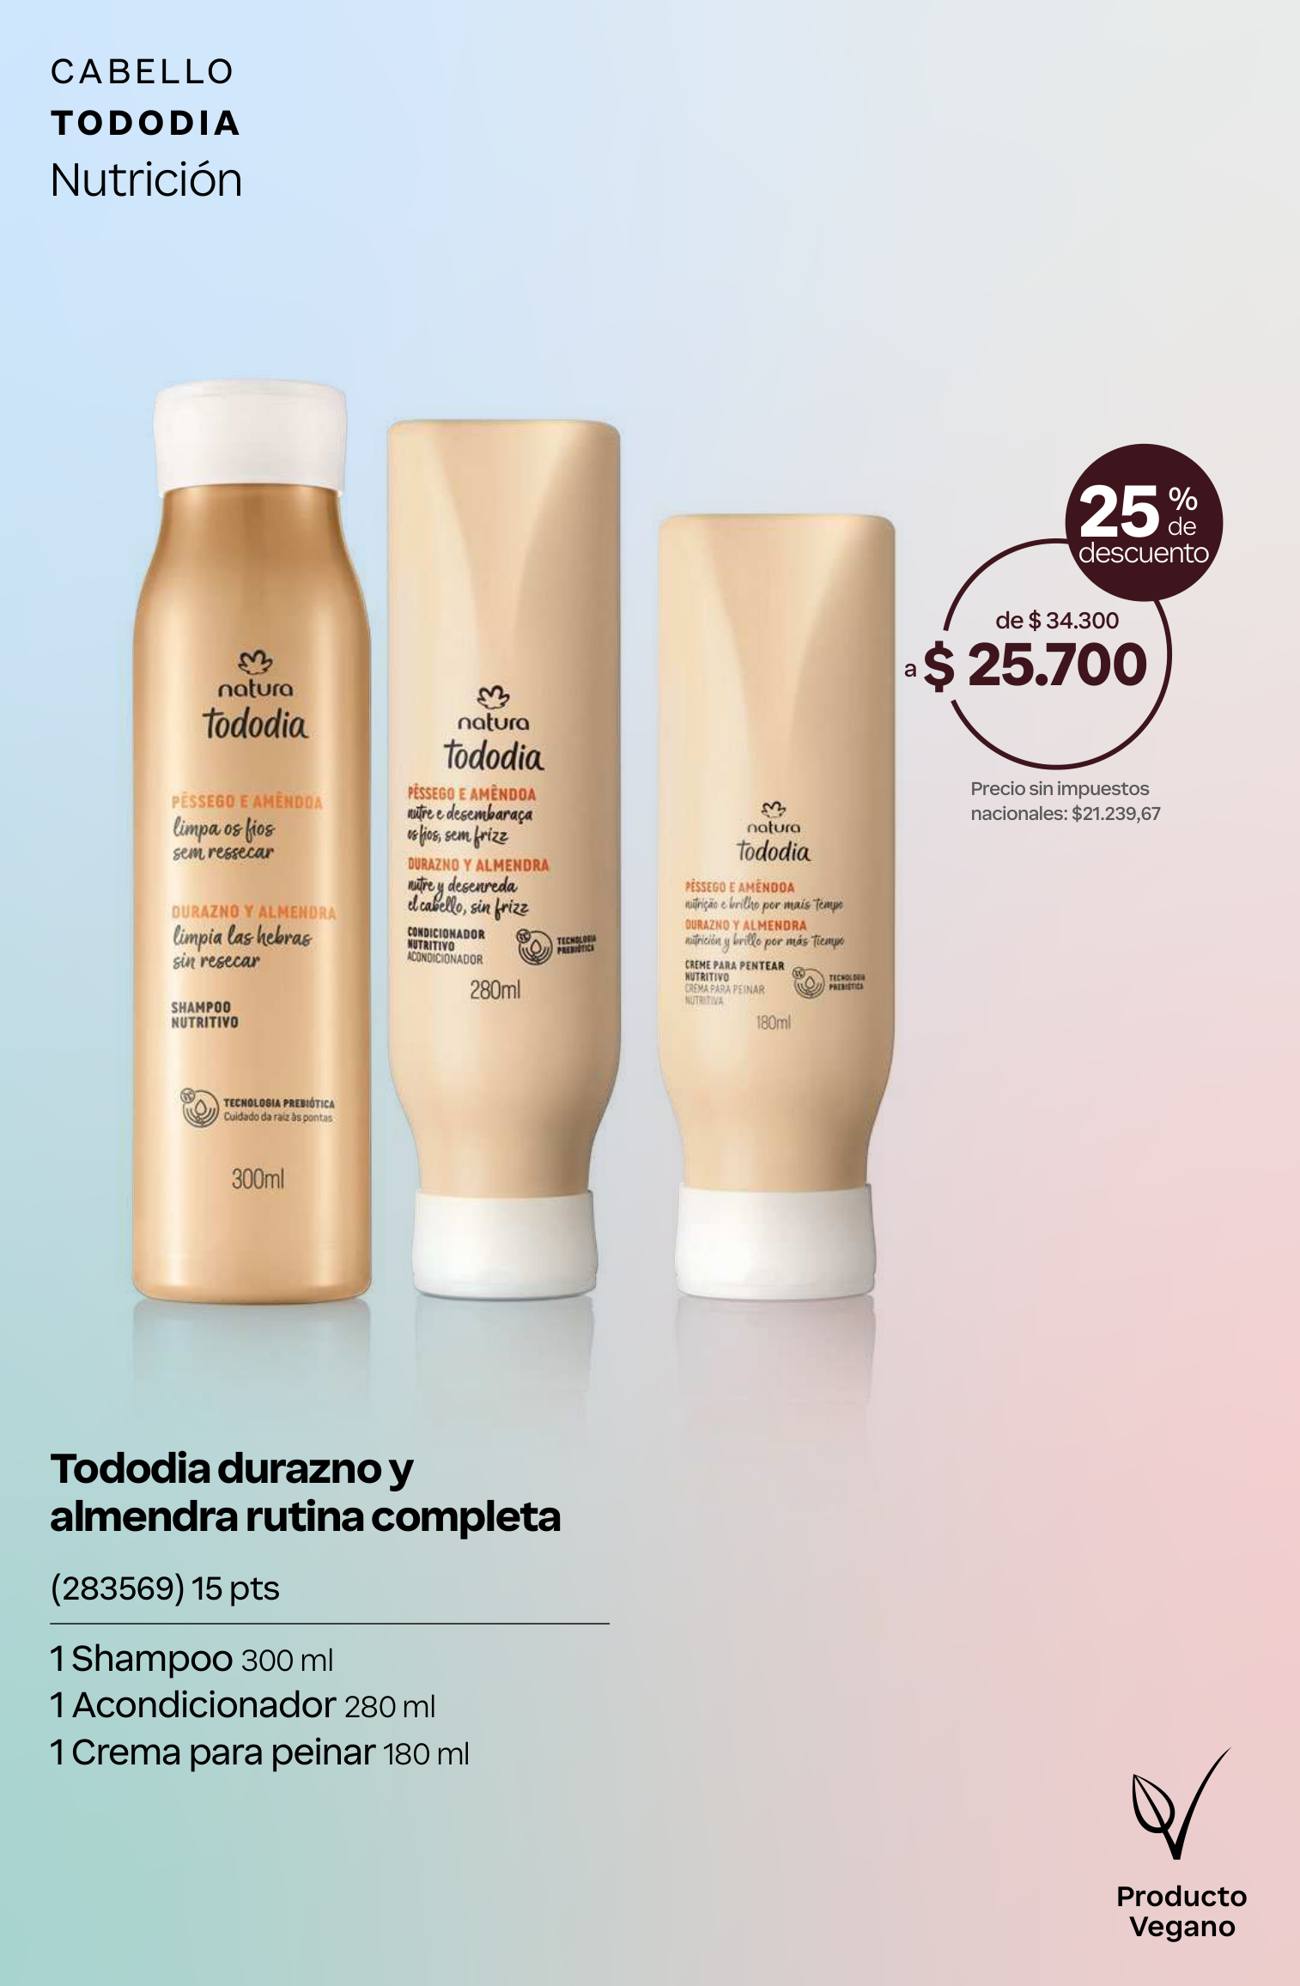 CABELLO
TODODIA
Nutrición
natura
Tododia
PÊSSEGO E AMÊNDOA
limpa os fios
sem ressecar
DURAZNO Y ALMENDRA
limpia las hebras
sin resecar
SHAMPOO
NUTRITIVO
TECNOLOGIA PREBIÓTICA
Cuidado da raiz às pontas
300ml
natura
Tododia
PÊSSEGO E AMÊNDOA
nutre e desembaraça
os fios, sem frizz
DURAZNO Y ALMENDRA
nutre y desenreda
el cabello, sin frizz
CONDICIONADOR
NUTRITIVO
ACONDICIONADOR
TECNOLOGIA
PREBIÓTICA
280ml
natura
Tododia
PÊSSEGO E AMÊNDOA
nutrição e brilho por mais tempo
DURAZNO Y ALMENDRA
nutrición y brillo por más tiempo
CREME PARA PENTEAR
NUTRITIVO
CREMA PARA PEINAR
NUTRITIVA
TECNOLOGIA
PREBIÓTICA
180ml
25 % de
descuento
de $ 34.300
a $ 25.700
Precio sin impuestos
nacionales: $21.239,67
Tododia durazno y
almendra rutina completa
(283569) 15 pts
1 Shampoo 300 ml
1 Acondicionador 280 ml
1 Crema para peinar 180 ml
Producto
Vegano